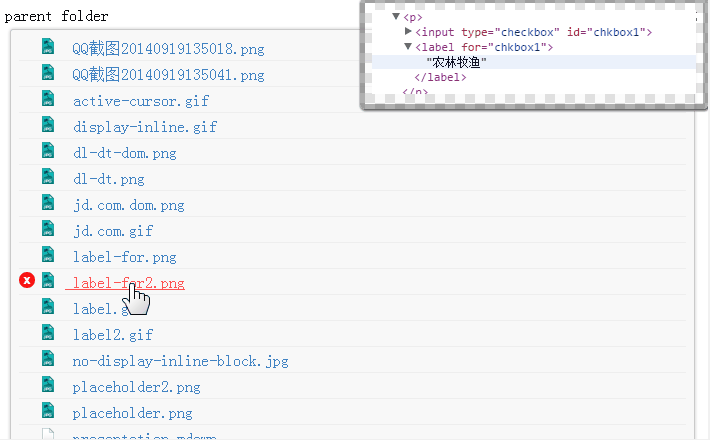 parent folder
▼<p>
▶<input type="checkbox" id="chkbox1">
▼<label for="chkbox1">
"农林牧渔"
</label>
</p>
QQ截图20140919135018.png
QQ截图20140919135041.png
active-cursor.gif
display-inline.gif
dl-dt-dom.png
dl-dt.png
jd.com.dom.png
jd.com.gif
label-for.png
x label-for2.png
label.gif
label2.gif
no-display-inline-block.jpg
placeholder2.png
placeholder.png
presentation.mdown